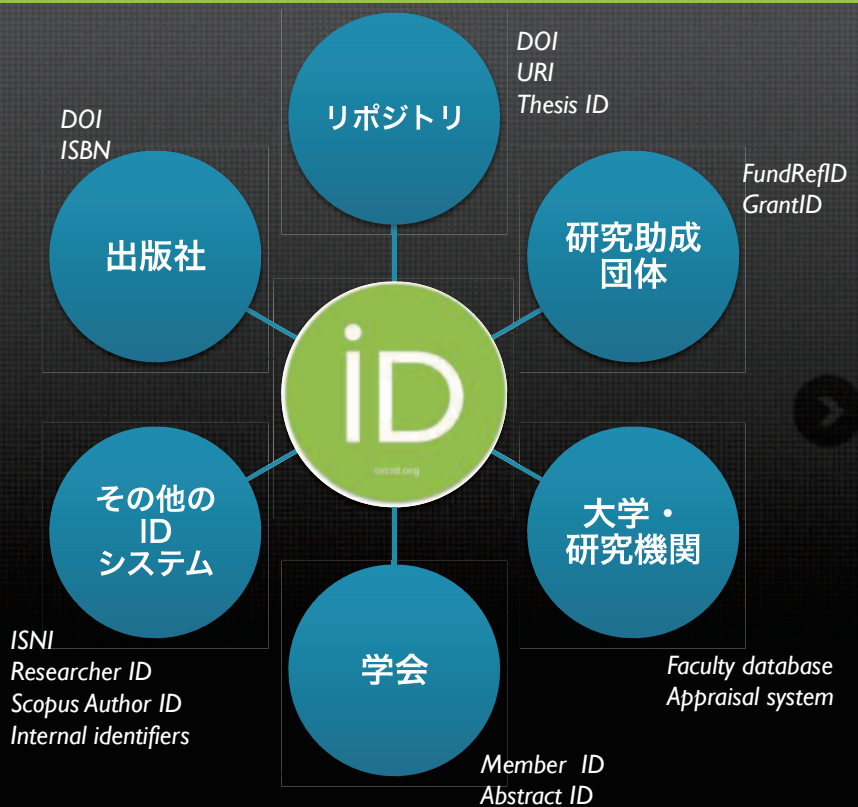 DOI
URI
Thesis ID
リポジトリ
DOI
ISBN
出版社
FundRefID
GrantID
研究助成
団体
iD
orcid.org
その他の
ID
システム
大学・
研究機関
ISNI
Researcher ID
Scopus Author ID
Internal identifiers
学会
Faculty database
Appraisal system
Member ID
Abstract ID